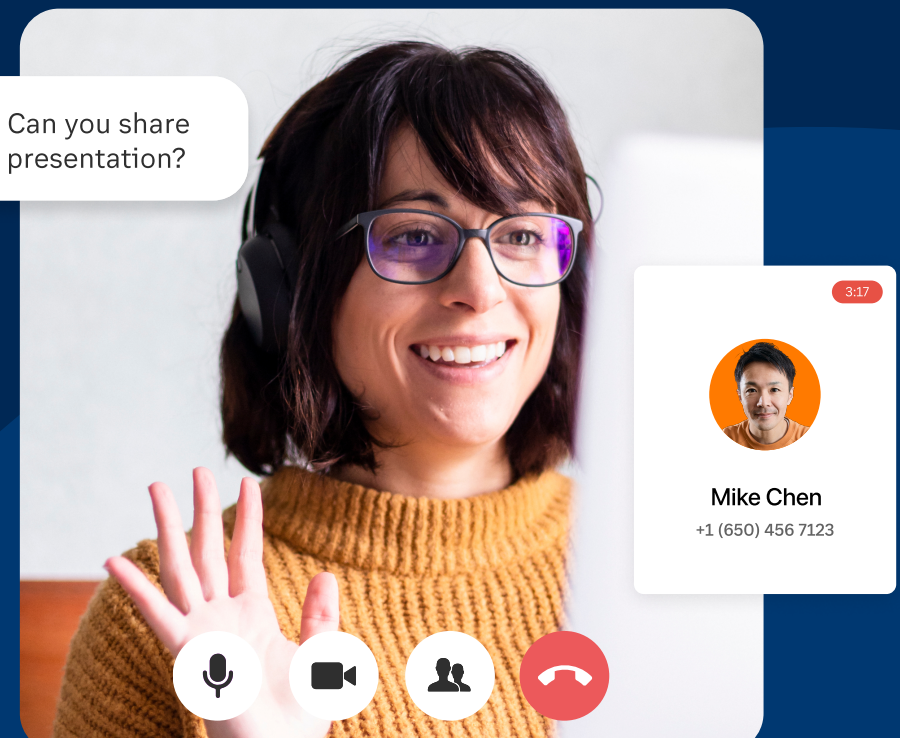 Can you share
presentation?
3:17
Mike Chen
+1 (650) 456 7123